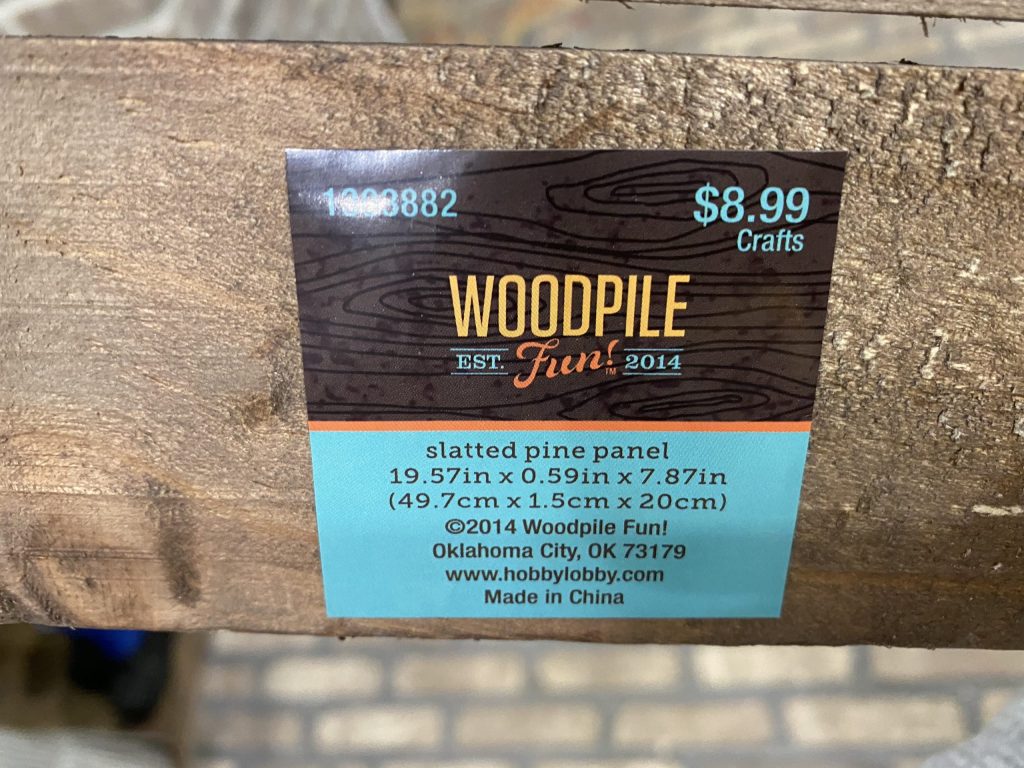 $8.99
Crafts
WOODPILE
EST. Fun!™ 2014
slatted pine panel
19.57in x 0.59in x 7.87in
(49.7cm x 1.5cm x 20cm)
©2014 Woodpile Fun!
Oklahoma City, OK 73179
www.hobbylobby.com
Made in China